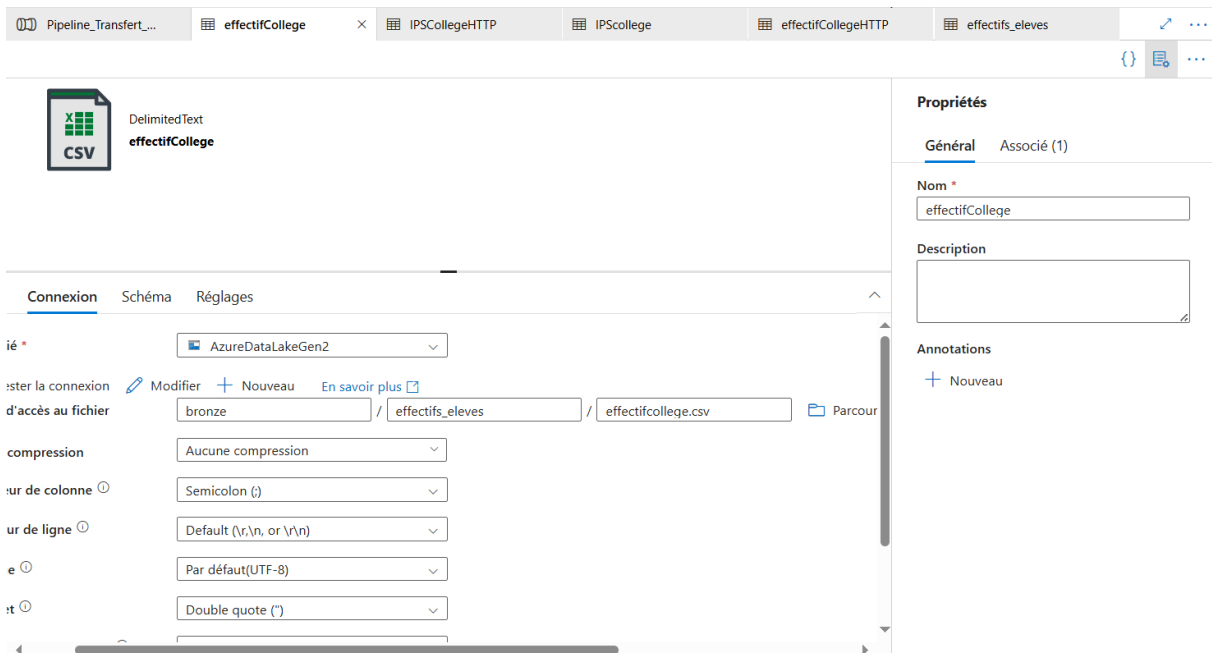 Pipeline_Transfert_... effectifCollege IPSCollegeHTTP IPScollege effectifCollegeHTTP effectifs_eleves
{}
CSV
DelimitedText
effectifCollege
Propriétés
Général Associé (1)
Nom *
effectifCollege
Description
Annotations
Nouveau
Connexion Schéma Réglages
ié * AzureDataLakeGen2
ester la connexion Modifier Nouveau En savoir plus
d'accès au fichier bronze / effectifs_eleves / effectifcollege.csv Parcour
compression Aucune compression
eur de colonne Semicolon (;)
ur de ligne Default (\r,\n, or \r\n)
e Par défaut(UTF-8)
et Double quote (")